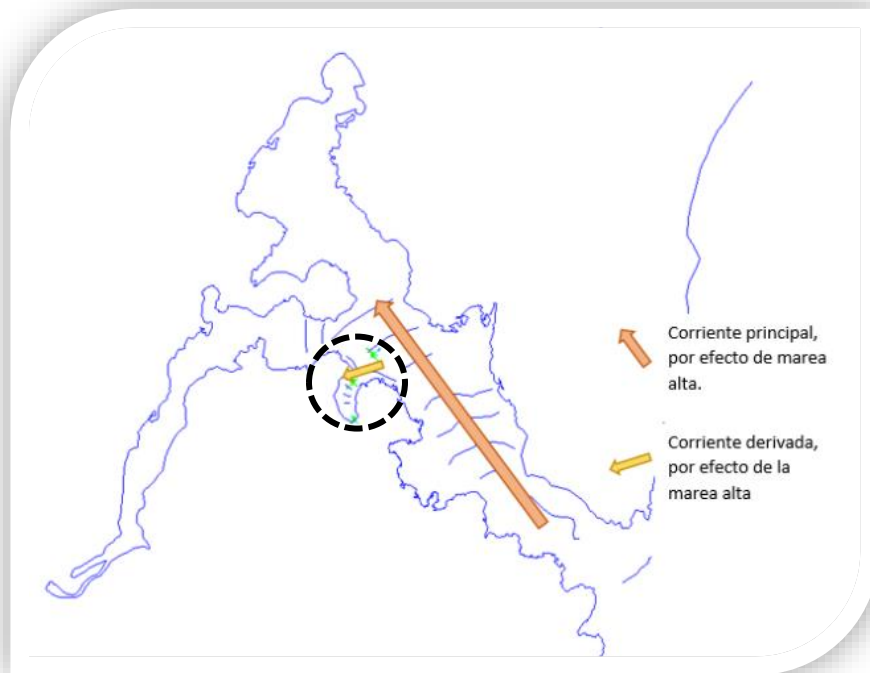 Corriente principal,
por efecto de marea
alta.
Corriente derivada,
por efecto de la
marea alta